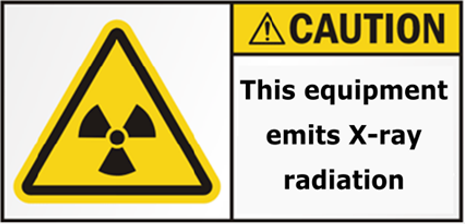 CAUTION
This equipment
emits X-ray
radiation